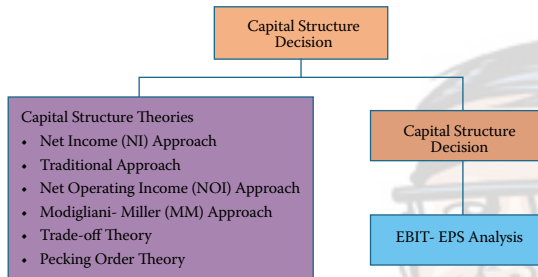 Capital Structure
Decision
Capital Structure Theories
• Net Income (NI) Approach
• Traditional Approach
• Net Operating Income (NOI) Approach
• Modigliani- Miller (MM) Approach
• Trade-off Theory
• Pecking Order Theory
Capital Structure
Decision
EBIT- EPS Analysis